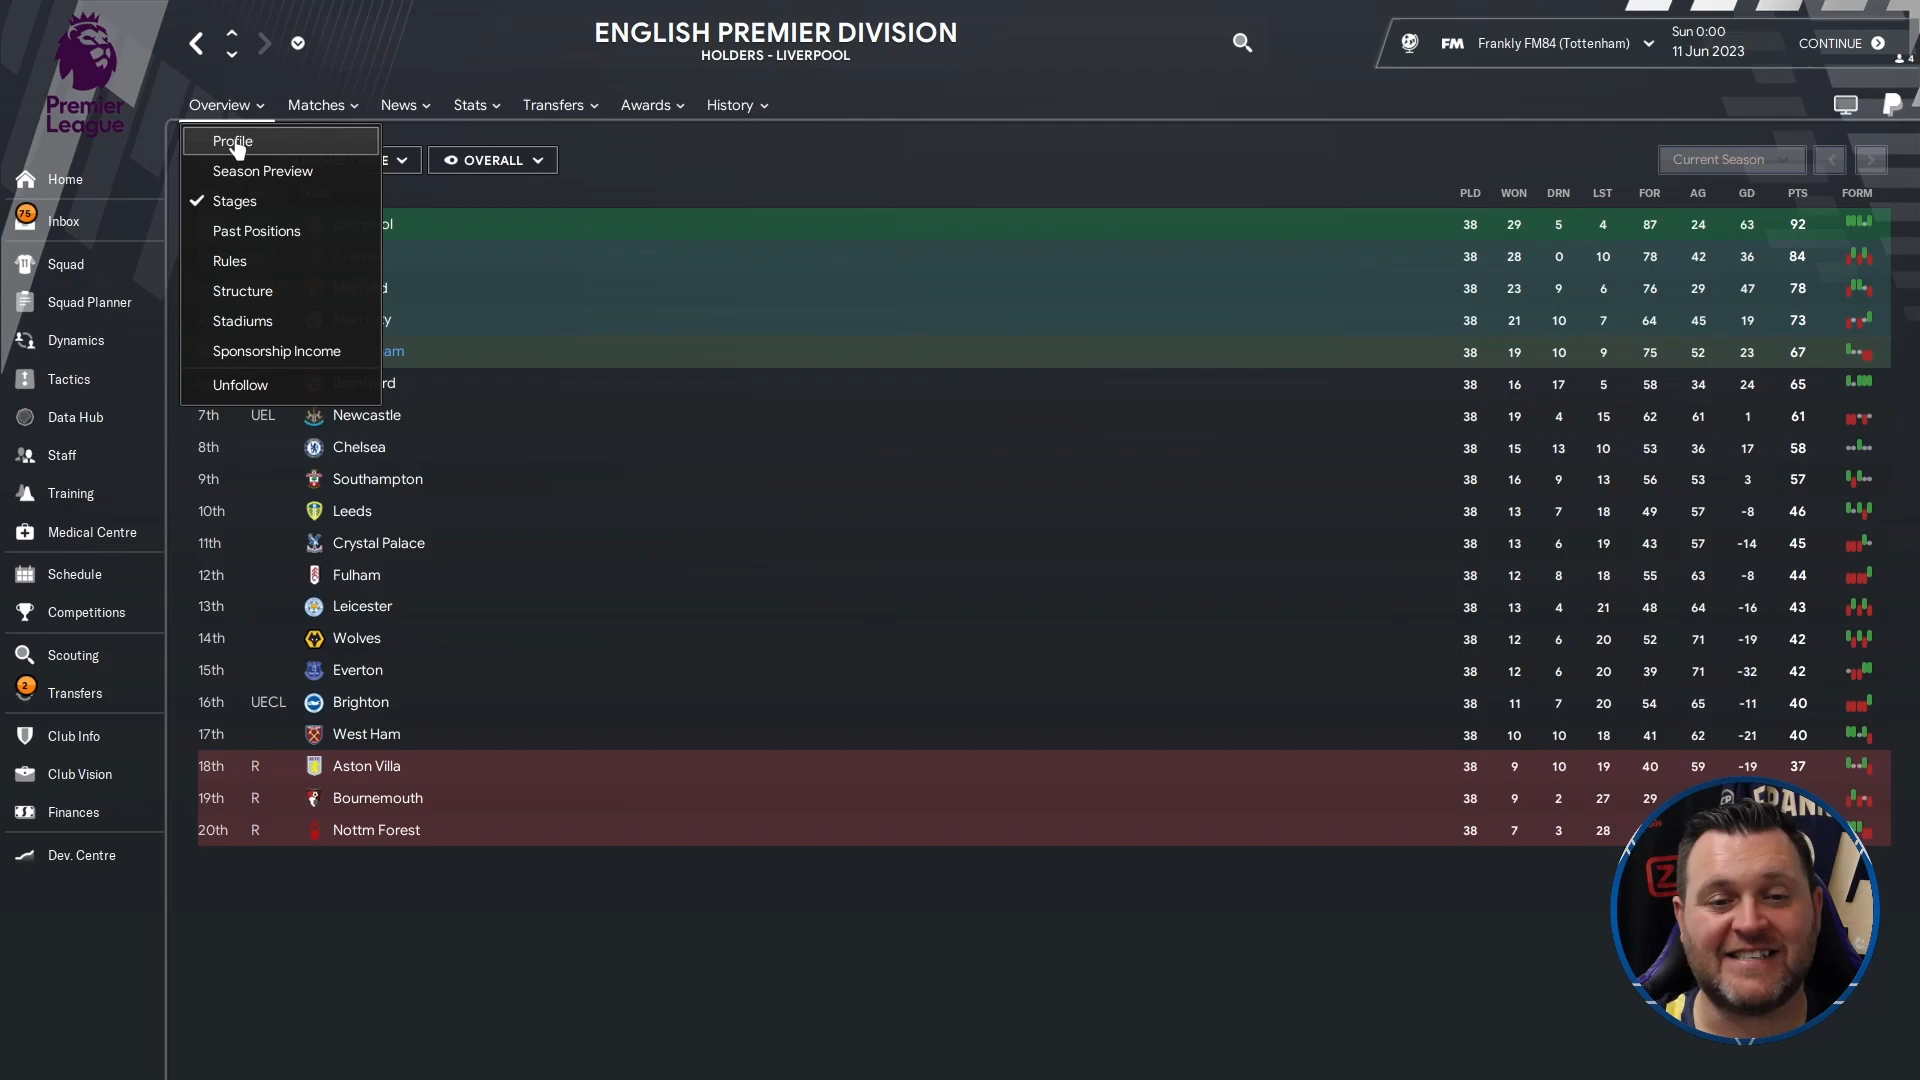 Premier
League
ENGLISH PREMIER DIVISION
HOLDERS - LIVERPOOL
FM Frankly FM84 (Tottenham)
Sun 0:00
11 Jun 2023
CONTINUE
4
Overview Matches News Stats Transfers Awards History
Profile
Season Preview
Stages
Past Positions
Rules
Structure
Stadiums
Sponsorship Income
Unfollow
OVERALL
Current Season
Home
75
Inbox
Squad
Squad Planner
Dynamics
Tactics
Data Hub
Staff
Training
Medical Centre
Schedule
Competitions
Scouting
2
Transfers
Club Info
Club Vision
Finances
Dev. Centre
PLD WON DRN LST FOR AG GD PTS FORM
38 29 5 4 87 24 63 92
38 28 0 10 78 42 36 84
38 23 9 6 76 29 47 78
38 21 10 7 64 45 19 73
38 19 10 9 75 52 23 67
38 16 17 5 58 34 24 65
7th UEL Newcastle 38 19 4 15 62 61 1 61
8th Chelsea 38 15 13 10 53 36 17 58
9th Southampton 38 16 9 13 56 53 3 57
10th Leeds 38 13 7 18 49 57 -8 46
11th Crystal Palace 38 13 6 19 43 57 -14 45
12th Fulham 38 12 8 18 55 63 -8 44
13th Leicester 38 13 4 21 48 64 -16 43
14th Wolves 38 12 6 20 52 71 -19 42
15th Everton 38 12 6 20 39 71 -32 42
16th UECL Brighton 38 11 7 20 54 65 -11 40
17th West Ham 38 10 10 18 41 62 -21 40
18th R Aston Villa 38 9 10 19 40 59 -19 37
19th R Bournemouth 38 9 2 27 29
20th R Nottm Forest 38 7 3 28